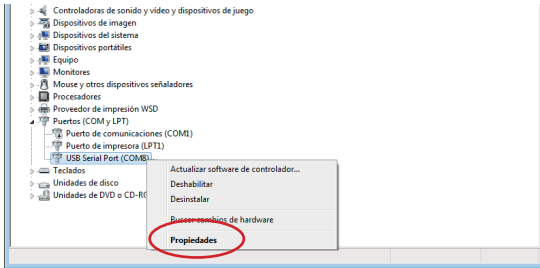 Controladoras de sonido y vídeo y dispositivos de juego
Dispositivos de imagen
Dispositivos del sistema
Dispositivos portátiles
Equipo
Monitores
Mouse y otros dispositivos señaladores
Procesadores
Proveedor de impresión WSD
Puertos (COM y LPT)
Puerto de comunicaciones (COM1)
Puerto de impresora (LPT1)
USB Serial Port (COM8)
Teclados
Unidades de disco
Unidades de DVD o CD-RO
Actualizar software de controlador...
Deshabilitar
Desinstalar
Buscar cambios de hardware
Propiedades